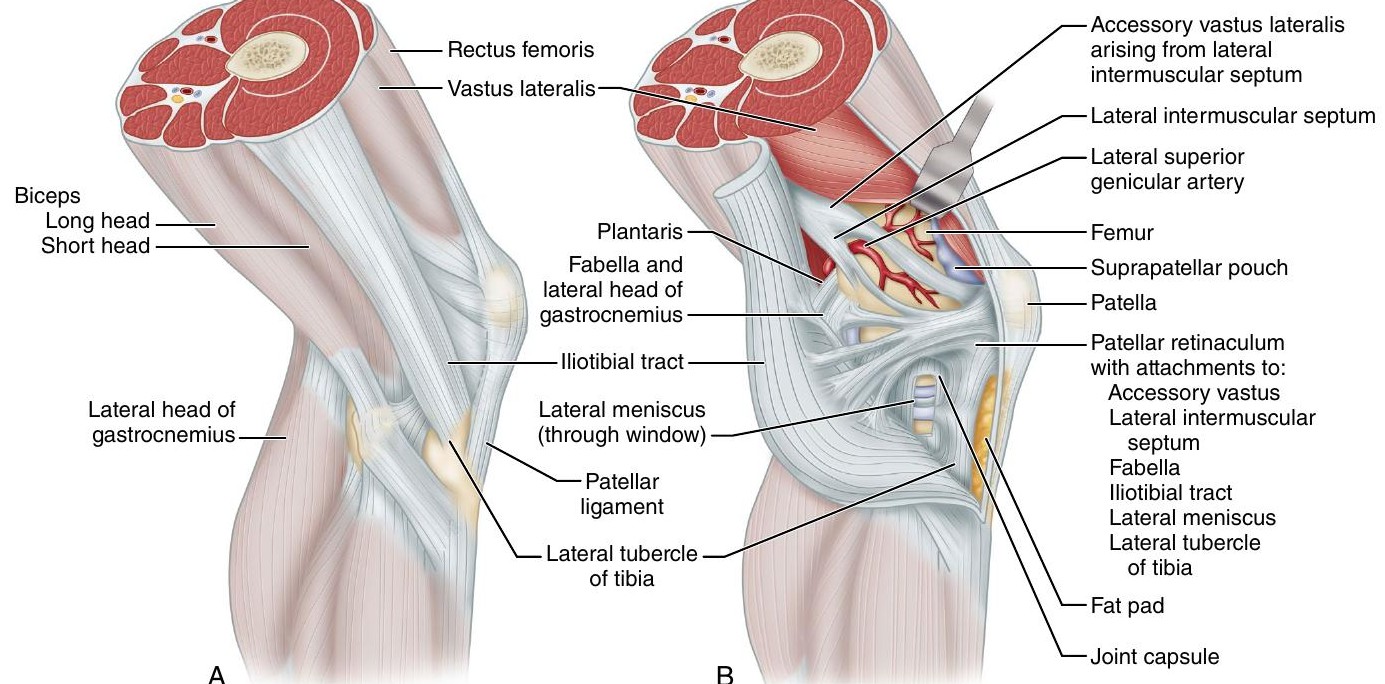 Rectus femoris
Vastus lateralis
Biceps
Long head
Short head
Lateral head of
gastrocnemius
Plantaris
Fabella and
lateral head of
gastrocnemius
Iliotibial tract
Lateral meniscus
(through window)
Patellar
ligament
Lateral tubercle
of tibia
Accessory vastus lateralis
arising from lateral
intermuscular septum
Lateral intermuscular septum
Lateral superior
genicular artery
Femur
Suprapatellar pouch
Patella
Patellar retinaculum
with attachments to:
Accessory vastus
Lateral intermuscular
septum
Fabella
Iliotibial tract
Lateral meniscus
Lateral tubercle
of tibia
Fat pad
Joint capsule
A
B